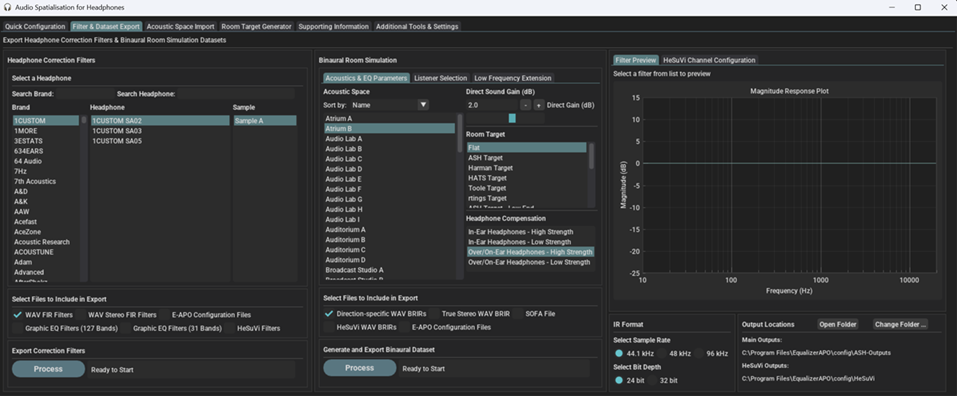 Audio Spatialisation for Headphones
Quick Configuration Filter & Dataset Export Acoustic Space Import Room Target Generator Supporting Information Additional Tools & Settings
Export Headphone Correction Filters & Binaural Room Simulation Datasets
Headphone Correction Filters
Select a Headphone
Search Brand: Search Headphone:
Brand Headphone Sample
1CUSTOM 1CUSTOM SA02 Sample A
1MORE 1CUSTOM SA03
3ESTATS 1CUSTOM SA05
634EARS
64 Audio
7Hz
7th Acoustics
A&D
A&K
AAW
Acefast
AceZone
Acoustic Research
ACOUSTUNE
Adam
Advanced
AfterShokz
Select Files to Include in Export
WAV FIR Filters WAV Stereo FIR Filters E-APO Configuration Files
Graphic EQ Filters (127 Bands) Graphic EQ Filters (31 Bands) HeSuVi Filters
Export Correction Filters
Process Ready to Start
Binaural Room Simulation
Acoustics & EQ Parameters Listener Selection Low Frequency Extension
Acoustic Space
Sort by: Name
Atrium A
Atrium B
Audio Lab A
Audio Lab B
Audio Lab C
Audio Lab D
Audio Lab E
Audio Lab F
Audio Lab G
Audio Lab H
Audio Lab I
Auditorium A
Auditorium B
Auditorium C
Auditorium D
Broadcast Studio A
Broadcast Studio B
Direct Sound Gain (dB)
2.0 - + Direct Gain (dB)
Room Target
Flat
ASH Target
Harman Target
HATS Target
Toole Target
rtings Target
ASH Target - Low End
Headphone Compensation
In-Ear Headphones - High Strength
In-Ear Headphones - Low Strength
Over/On-Ear Headphones - High Strength
Over/On-Ear Headphones - Low Strength
Select Files to Include in Export
Direction-specific WAV BRIRs True Stereo WAV BRIR SOFA File
HeSuVi WAV BRIRs E-APO Configuration Files
Generate and Export Binaural Dataset
Process Ready to Start
Filter Preview HeSuVi Channel Configuration
Select a filter from list to preview
Magnitude Response Plot
Magnitude (dB)
15
10
5
0
-5
-10
-15
-20
-25
10 100 1000 10000
Frequency (Hz)
IR Format
Select Sample Rate
44.1 kHz 48 kHz 96 kHz
Select Bit Depth
24 bit 32 bit
Output Locations Open Folder Change Folder ...
Main Outputs:
C:\Program Files\EqualizerAPO\config\ASH-Outputs
HeSuVi Outputs:
C:\Program Files\EqualizerAPO\config\HeSuVi